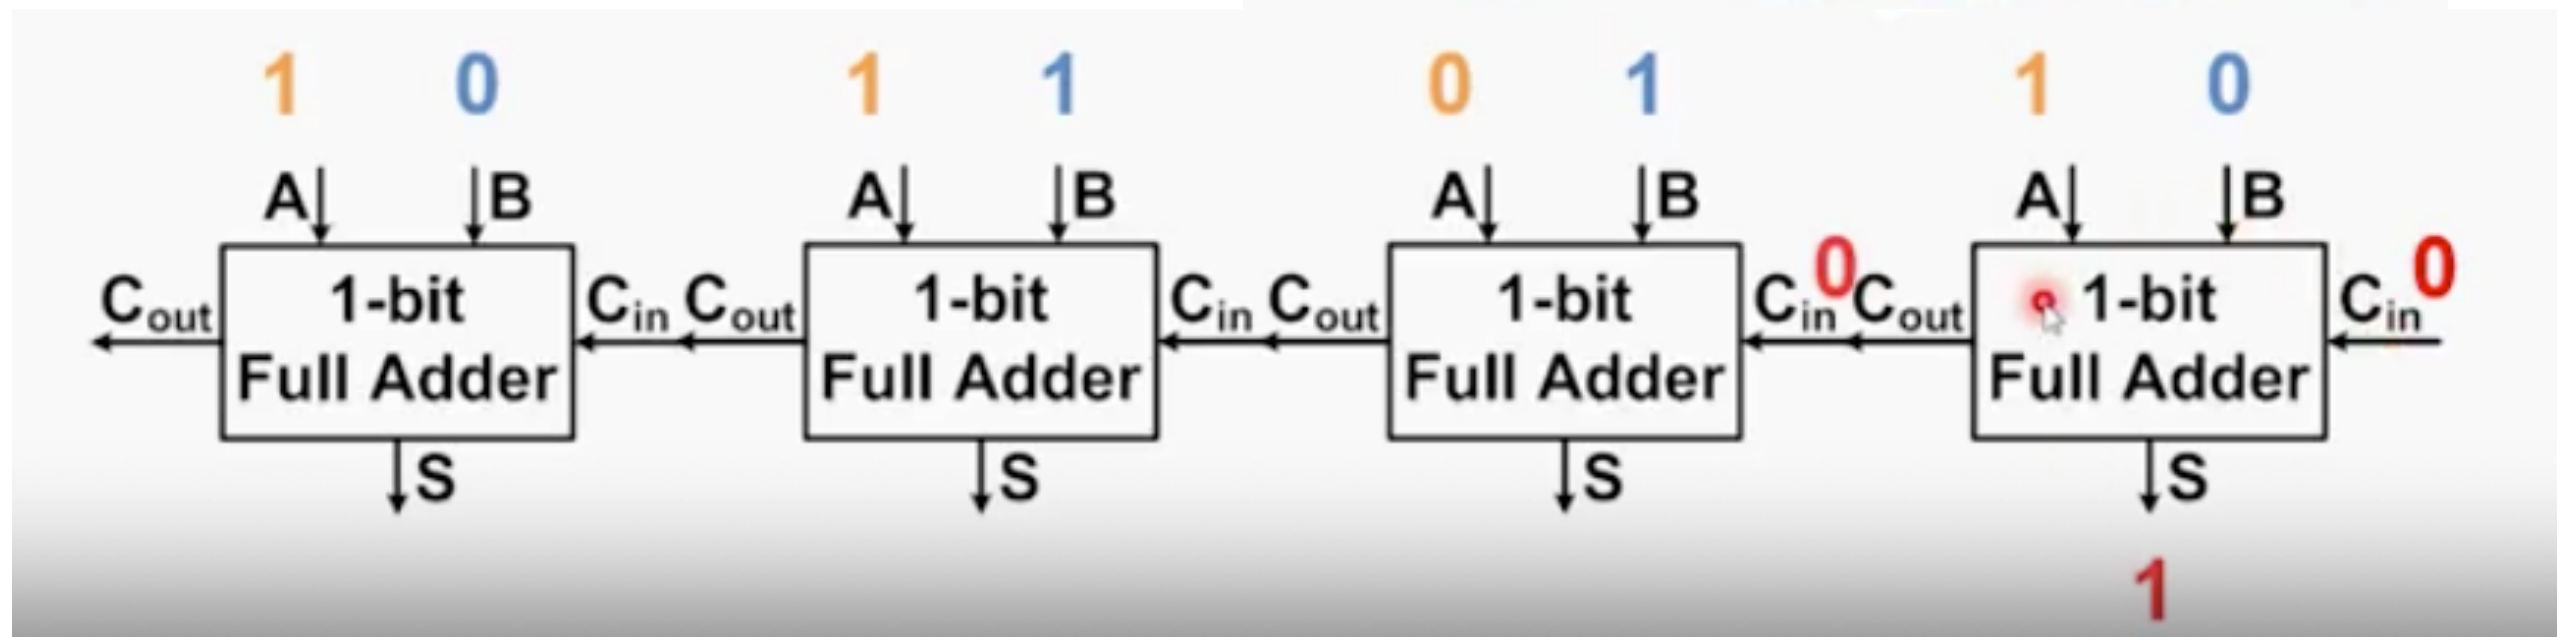 1 0 1 1 0 1 1 0
A B A B A B A B
0 0
Cout 1-bit Cin Cout 1-bit Cin Cout 1-bit Cin Cout 1-bit Cin
Full Adder Full Adder Full Adder Full Adder
S S S S
1